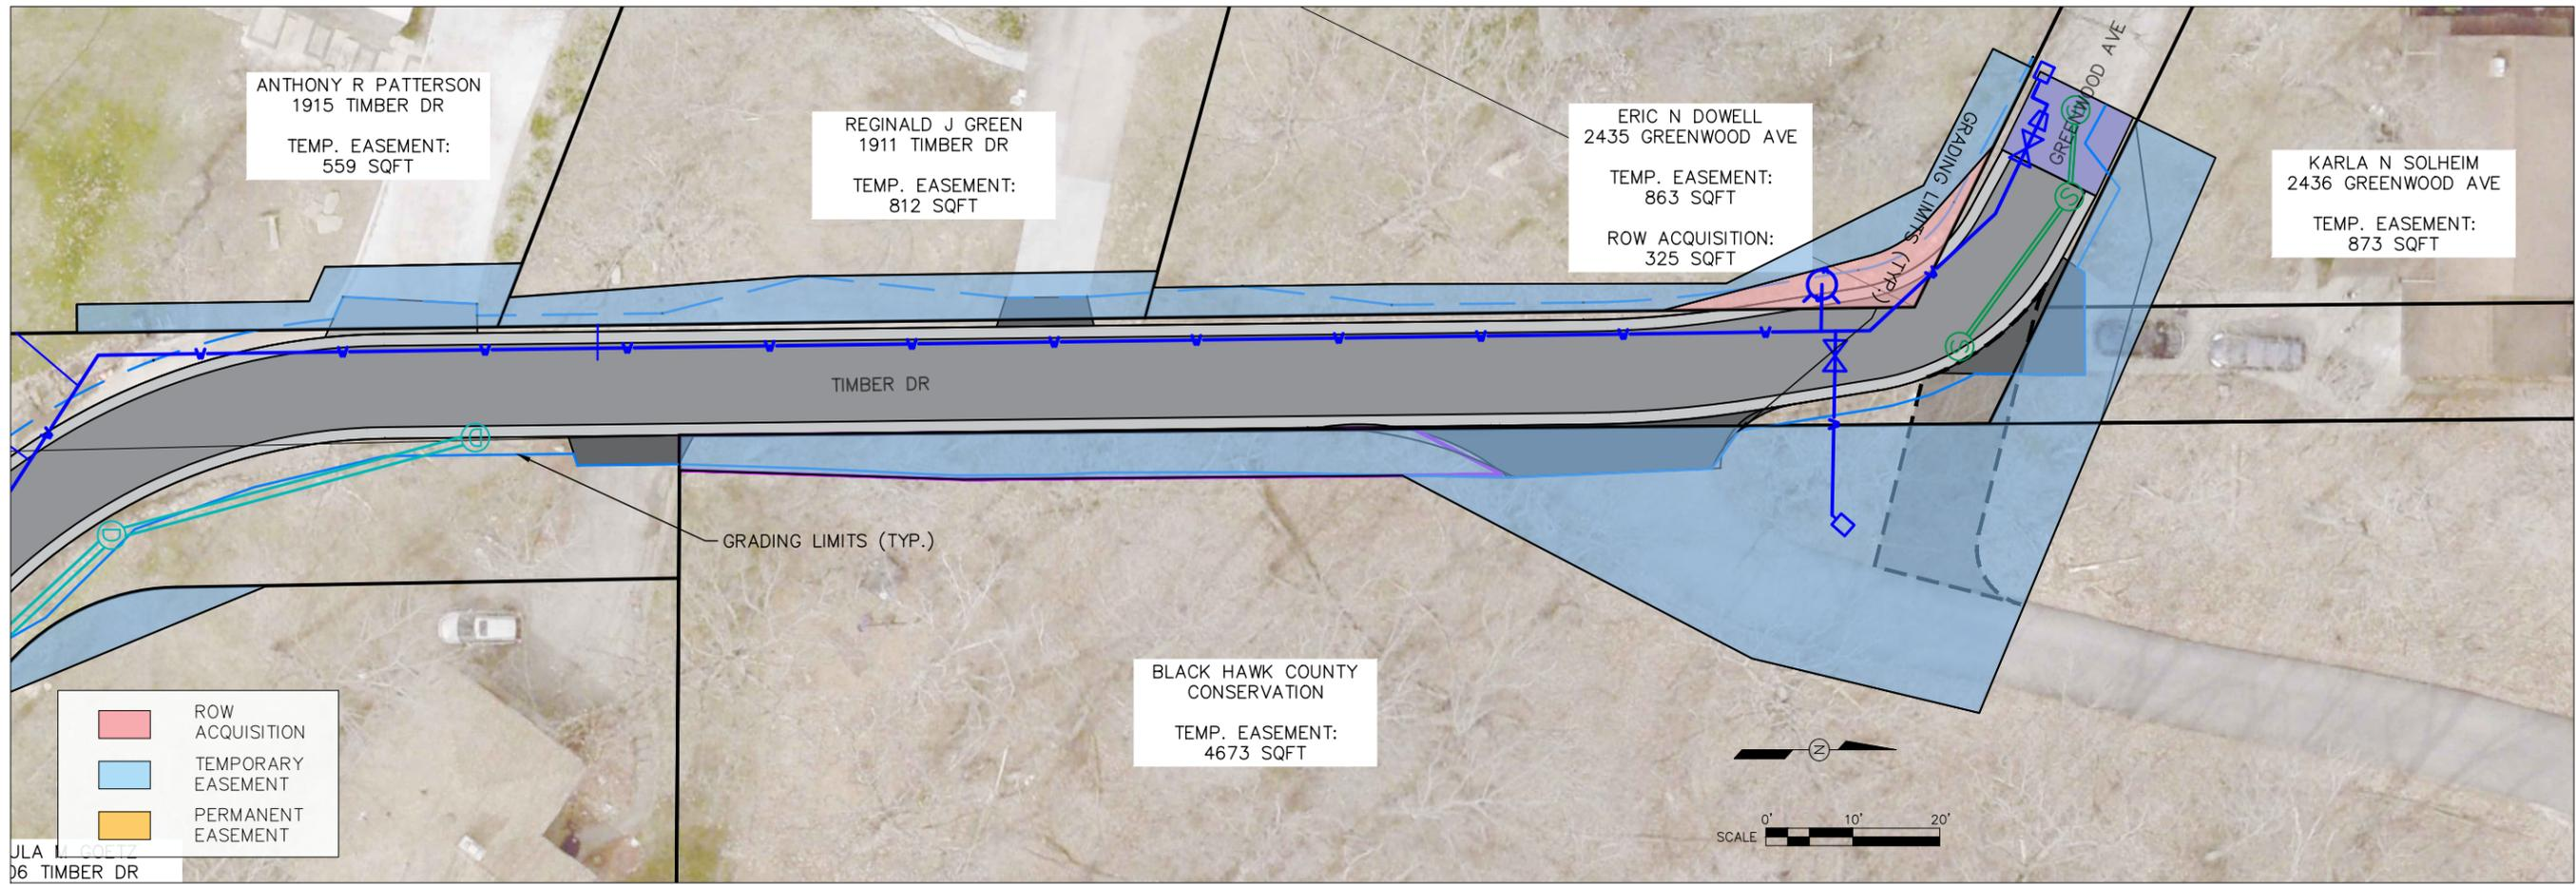 ANTHONY R PATTERSON
1915 TIMBER DR
TEMP. EASEMENT:
559 SQFT
REGINALD J GREEN
1911 TIMBER DR
TEMP. EASEMENT:
812 SQFT
ERIC N DOWELL
2435 GREENWOOD AVE
TEMP. EASEMENT:
863 SQFT
ROW ACQUISITION:
325 SQFT
GRADING LIMITS (TYP.)
GREENWOOD AVE
KARLA N SOLHEIM
2436 GREENWOOD AVE
TEMP. EASEMENT:
873 SQFT
W W W W W W W W W W W W
W
W
W
S
S
S
TIMBER DR
D
D
GRADING LIMITS (TYP.)
BLACK HAWK COUNTY
CONSERVATION
TEMP. EASEMENT:
4673 SQFT
ROW
ACQUISITION
TEMPORARY
EASEMENT
PERMANENT
EASEMENT
N
0' 10' 20'
SCALE
ULA M GOETZ
06 TIMBER DR